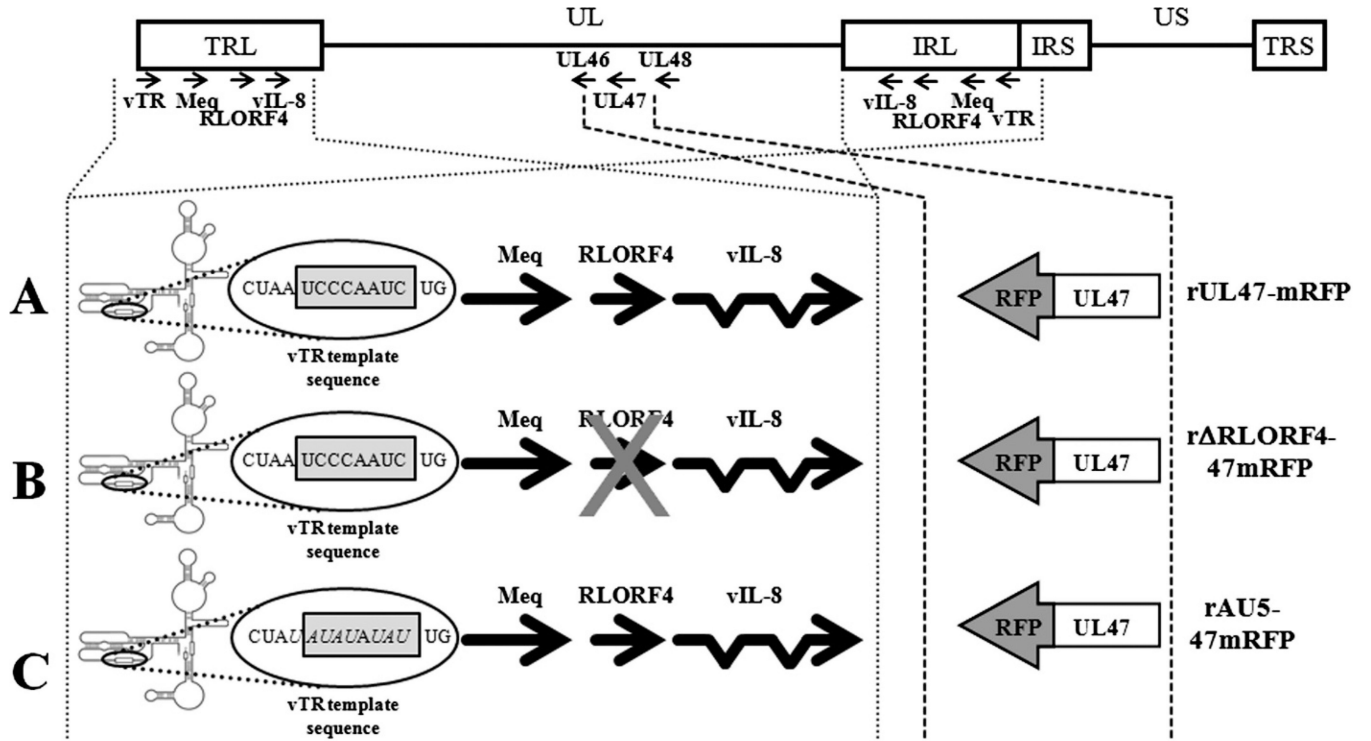 UL
US
TRL
IRL
IRS
TRS
UL46
UL48
UL47
vTR
Meq
vIL-8
RLORF4
vIL-8
Meq
RLORF4
vTR
A
CUAA UCCCAAUC UG
vTR template
sequence
Meq
RLORF4
vIL-8
RFP
UL47
rUL47-mRFP
B
CUAA UCCCAAUC UG
vTR template
sequence
Meq
RLORF4
vIL-8
RFP
UL47
rΔRLORF4-
47mRFP
C
CUAU AUAUAUAU UG
vTR template
sequence
Meq
RLORF4
vIL-8
RFP
UL47
rAU5-
47mRFP